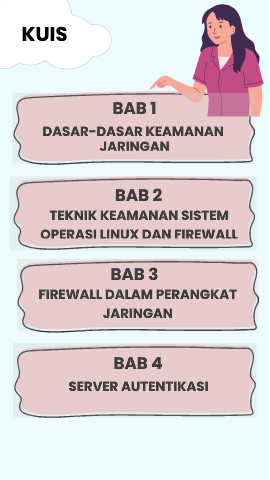 KUIS
BAB 1
DASAR-DASAR KEAMANAN
JARINGAN
BAB 2
TEKNIK KEAMANAN SISTEM
OPERASI LINUX DAN FIREWALL
BAB 3
FIREWALL DALAM PERANGKAT
JARINGAN
BAB 4
SERVER AUTENTIKASI